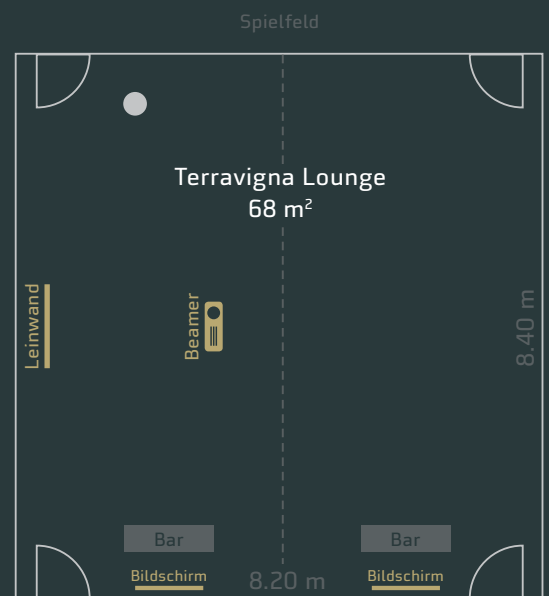 Spielfeld
Terravigna Lounge
68 m²
Leinwand
Beamer
8.40 m
Bar
Bar
Bildschirm
8.20 m
Bildschirm